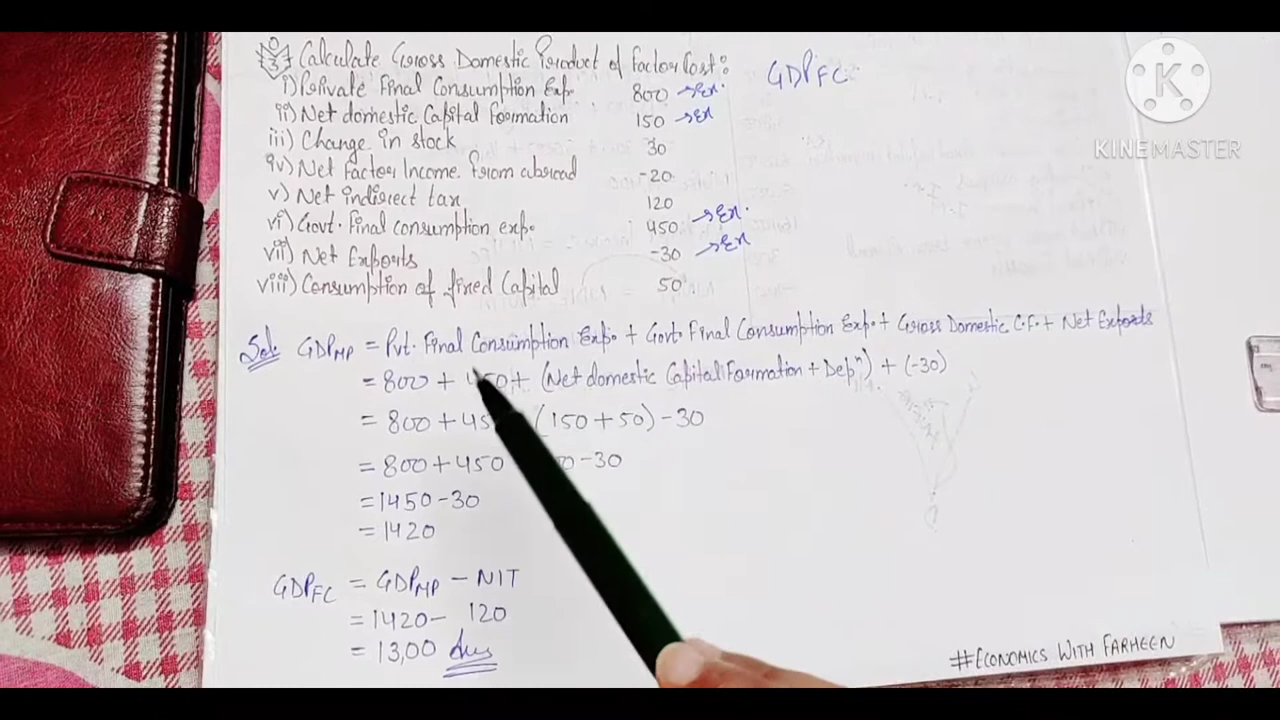 Calculate Gross Domestic Product of Factor Cost:
GDPFC
i) Private Final Consumption Exp. 800 → Ex.
ii) Net domestic Capital Formation 150 → Ex
iii) Change in stock 30
iv) Net Factor Income From abroad -20
v) Net indirect tax 120
vi) Govt. Final consumption exp. 450 → Ex.
vii) Net Exports -30 → Ex
viii) Consumption of fixed Capital 50
Sol: GDPMP = Pvt. Final Consumption Exp. + Govt. Final Consumption Exp. + Gross Domestic C.F. + Net Exports
= 800 + 450 + (Net domestic Capital Formation + Depⁿ) + (-30)
= 800 + 45 (150 + 50) - 30
= 800 + 450 0 - 30
= 1450 - 30
= 1420
GDPFC = GDPMP - NIT
= 1420 - 120
= 13,00 Ans
K
KINEMASTER
#ECONOMICS WITH FARHEEN